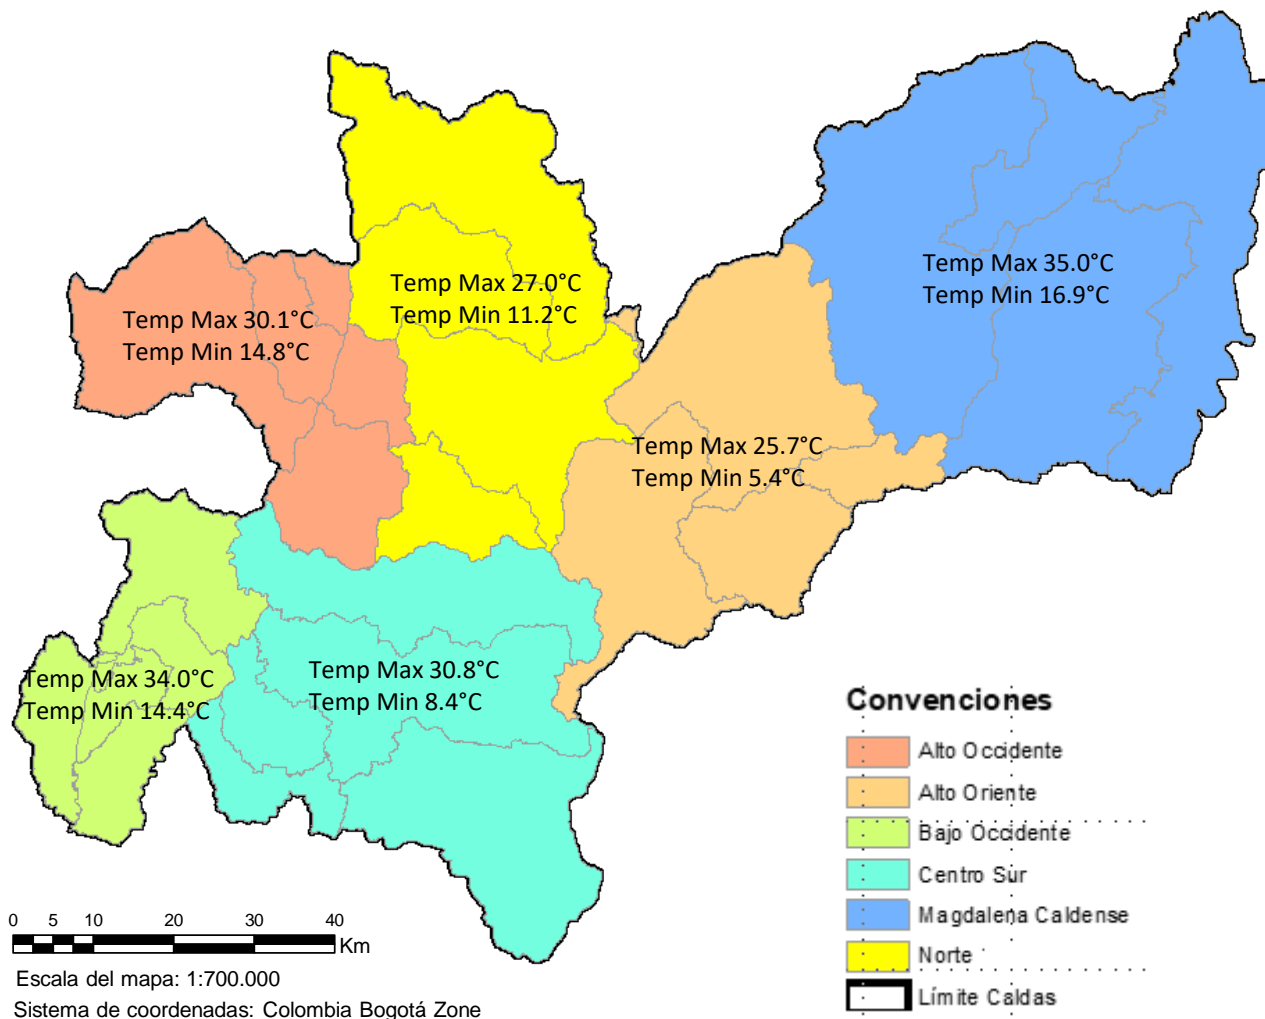 Temp Max 35.0°C
Temp Min 16.9°C
Temp Max 27.0°C
Temp Min 11.2°C
Temp Max 30.1°C
Temp Min 14.8°C
Temp Max 25.7°C
Temp Min 5.4°C
Temp Max 34.0°C
Temp Min 14.4°C
Temp Max 30.8°C
Temp Min 8.4°C
Convenciones
Alto Occidente
Alto Oriente
Bajo Occidente
Centro Sur
Magdalena Caldense
Norte
Límite Caldas
0 5 10 20 30 40
Km
Escala del mapa: 1:700.000
Sistema de coordenadas: Colombia Bogotá Zone